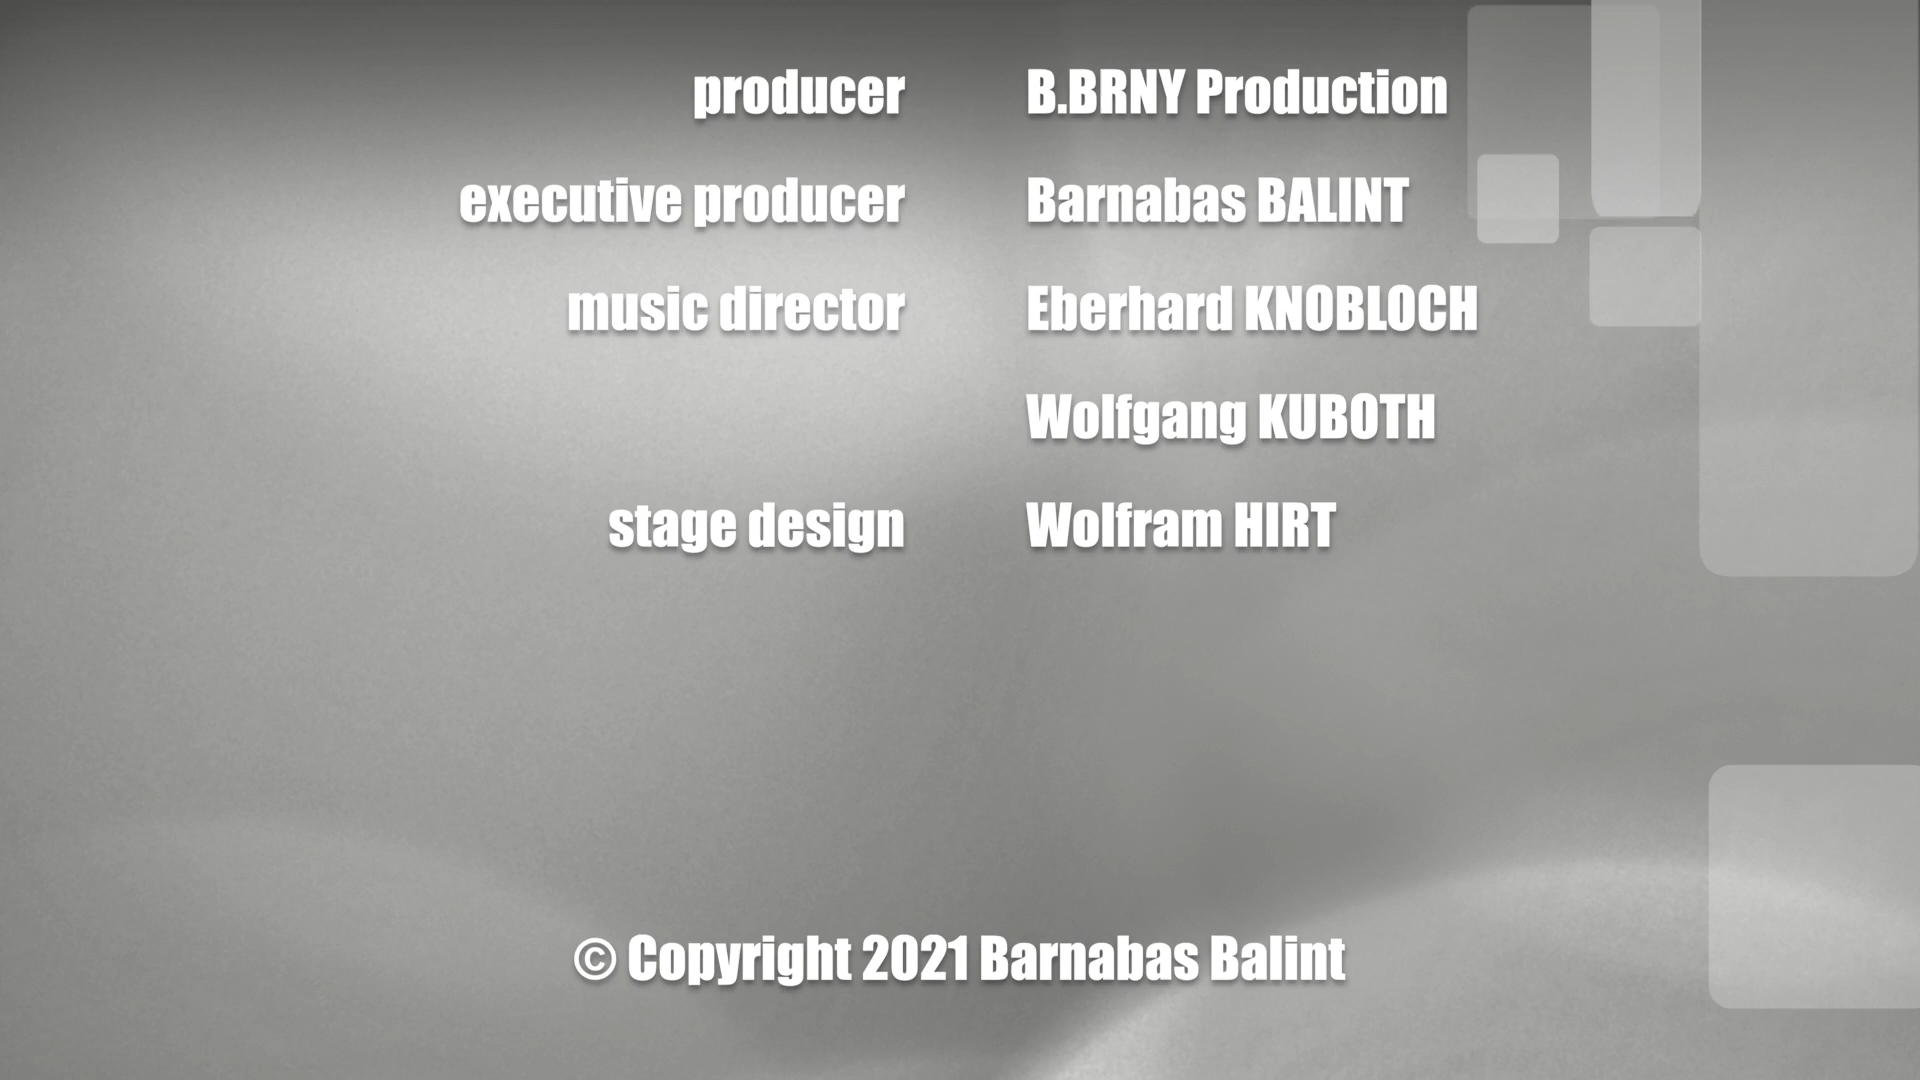 producer B.BRNY Production
executive producer Barnabas BALINT
music director Eberhard KNOBLOCH
Wolfgang KUBOTH
stage design Wolfram HIRT
© Copyright 2021 Barnabas Balint